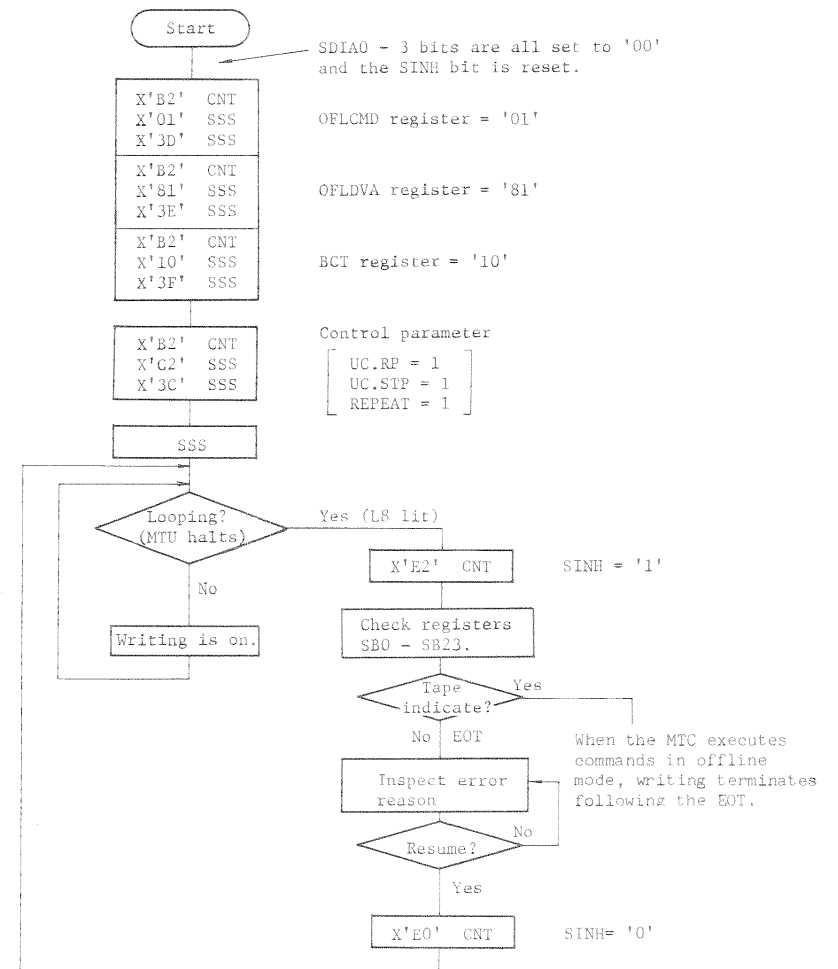 Start
SDIA0 - 3 bits are all set to '00'
and the SINH bit is reset.
X'B2' CNT
X'01' SSS
X'3D' SSS
OFLCMD register = '01'
X'B2' CNT
X'81' SSS
X'3E' SSS
OFLDVA register = '81'
X'B2' CNT
X'10' SSS
X'3F' SSS
BCT register = '10'
X'B2' CNT
X'C2' SSS
X'3C' SSS
Control parameter
UC.RP = 1
UC.STP = 1
REPEAT = 1
SSS
Looping?
(MTU halts)
Yes (L8 lit)
No
Writing is on.
X'E2' CNT
SINH = '1'
Check registers
SB0 - SB23.
Tape
indicate?
Yes
No EOT
When the MTC executes
commands in offline
mode, writing terminates
following the EOT.
Inspect error
reason
Resume?
No
Yes
X'E0' CNT
SINH= '0'